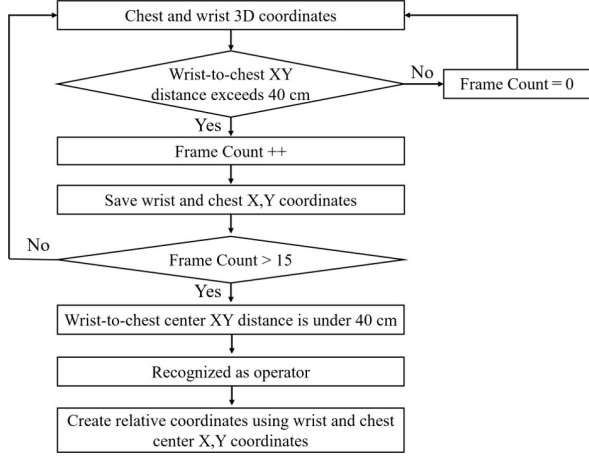 Chest and wrist 3D coordinates
Wrist-to-chest XY
distance exceeds 40 cm
No
Frame Count = 0
Yes
Frame Count ++
Save wrist and chest X,Y coordinates
No
Frame Count > 15
Yes
Wrist-to-chest center XY distance is under 40 cm
Recognized as operator
Create relative coordinates using wrist and chest
center X,Y coordinates